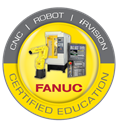 CNC | ROBOT | iRVISION
FANUC
CERTIFIED EDUCATION